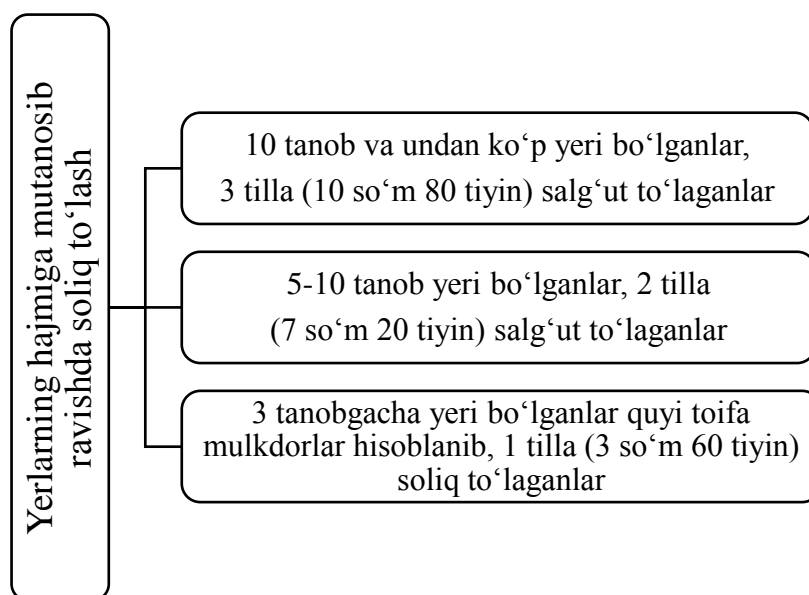 Yerlarning hajmiga mutanosib
ravishda soliq to‘lash
10 tanob va undan ko‘p yeri bo‘lganlar,
3 tilla (10 so‘m 80 tiyin) salg‘ut to‘laganlar
5-10 tanob yeri bo‘lganlar, 2 tilla
(7 so‘m 20 tiyin) salg‘ut to‘laganlar
3 tanobgacha yeri bo‘lganlar quyi toifa
mulkdorlar hisoblanib, 1 tilla (3 so‘m 60 tiyin)
soliq to‘laganlar